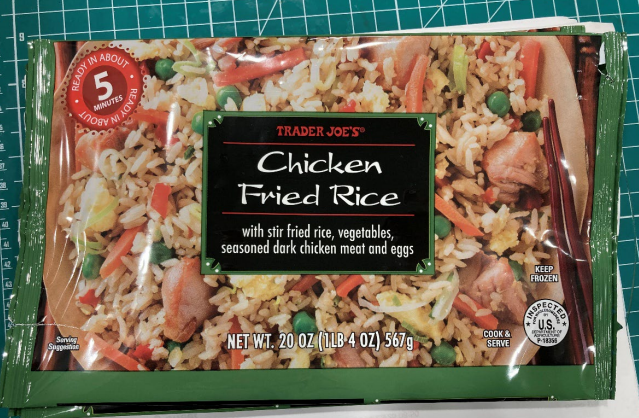 READY IN ABOUT
5
MINUTES
READY IN ABOUT
TRADER JOE'S®
Chicken
Fried Rice
with stir fried rice, vegetables,
seasoned dark chicken meat and eggs
KEEP
FROZEN
INSPECTED
U.S.
DEPARTMENT OF
AGRICULTURE
P-18356
COOK &
SERVE
Serving
Suggestion
NET WT. 20 OZ (1LB 4 OZ) 567g